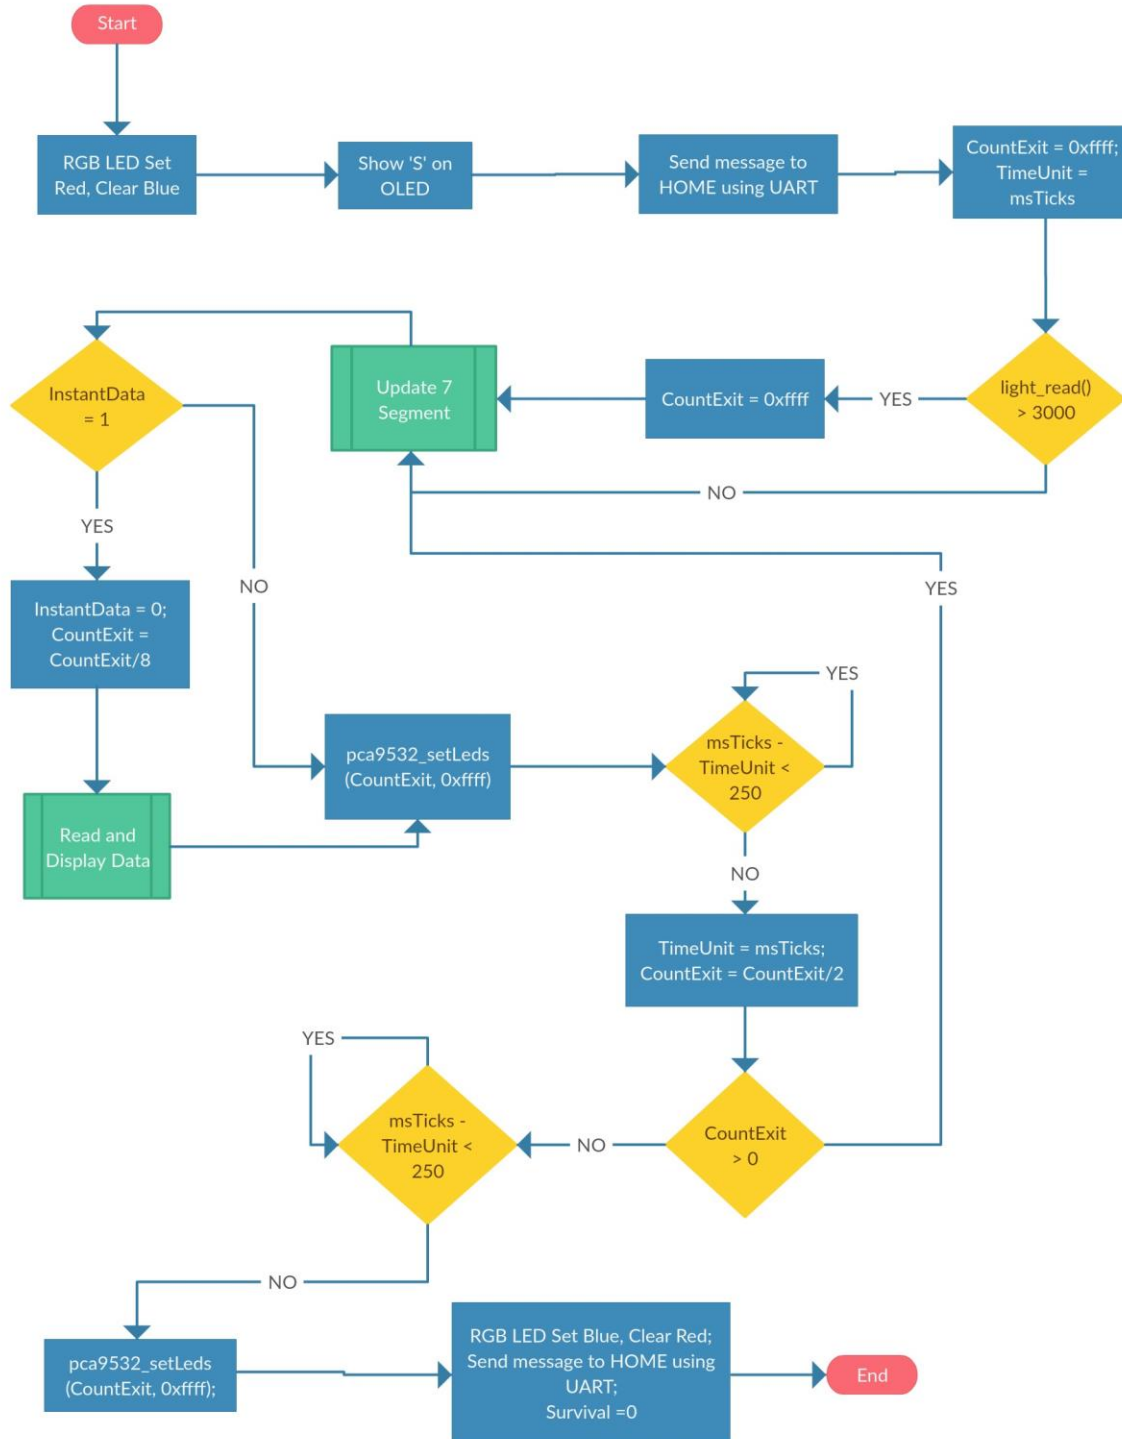 Start
RGB LED Set
Red, Clear Blue
Show 'S' on
OLED
Send message to
HOME using UART
CountExit = 0xffff;
TimeUnit =
msTicks
light_read()
> 3000
YES
CountExit = 0xffff
NO
Update 7
Segment
InstantData
= 1
YES
NO
InstantData = 0;
CountExit =
CountExit/8
Read and
Display Data
pca9532_setLeds
(CountExit, 0xffff)
msTicks -
TimeUnit <
250
YES
NO
TimeUnit = msTicks;
CountExit = CountExit/2
CountExit
> 0
YES
NO
msTicks -
TimeUnit <
250
YES
NO
pca9532_setLeds
(CountExit, 0xffff);
RGB LED Set Blue, Clear Red;
Send message to HOME using
UART;
Survival =0
End